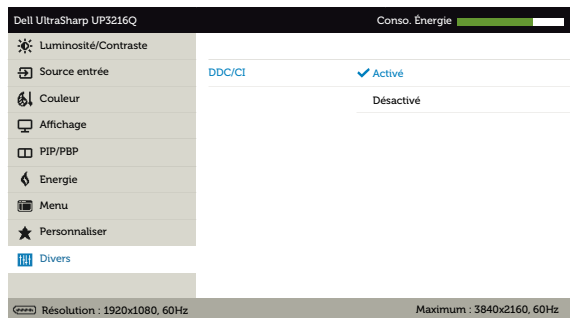 Dell UltraSharp UP3216Q
Conso. Énergie
Luminosité/Contraste
Source entrée
DDC/CI
Activé
Couleur
Désactivé
Affichage
PIP/PBP
Energie
Menu
Personnaliser
Divers
Résolution : 1920x1080, 60Hz
Maximum : 3840x2160, 60Hz